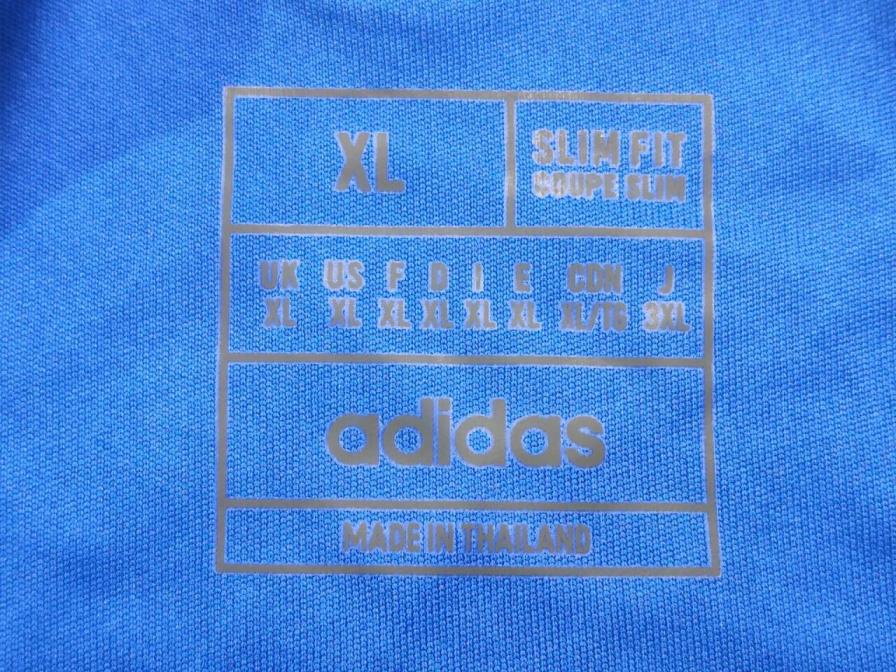 XL
SLIM FIT
COUPE SLIM
UK US F D I E CDN J
XL XL XL XL XL XL XL/TG 3XL
adidas
MADE IN THAILAND